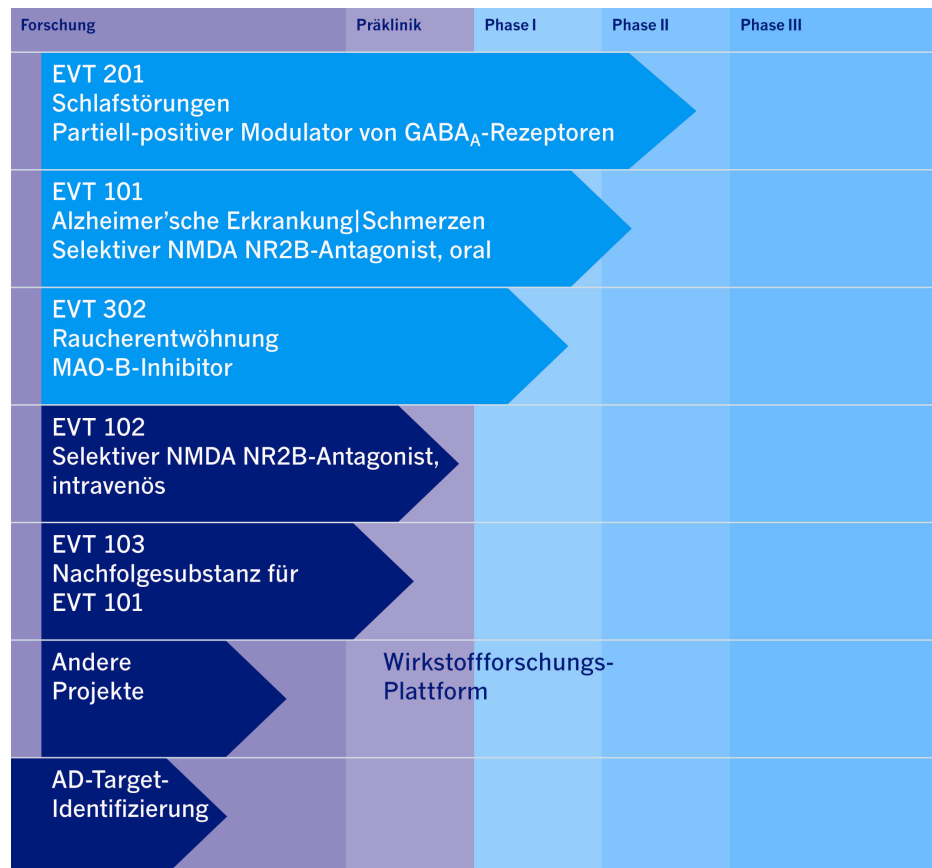 Forschung Präklinik Phase I Phase II Phase III
EVT 201
Schlafstörungen
Partiell-positiver Modulator von GABA_A-Rezeptoren
EVT 101
Alzheimer’sche Erkrankung|Schmerzen
Selektiver NMDA NR2B-Antagonist, oral
EVT 302
Raucherentwöhnung
MAO-B-Inhibitor
EVT 102
Selektiver NMDA NR2B-Antagonist,
intravenös
EVT 103
Nachfolgesubstanz für
EVT 101
Andere
Projekte
Wirkstoffforschungs-
Plattform
AD-Target-
Identifizierung